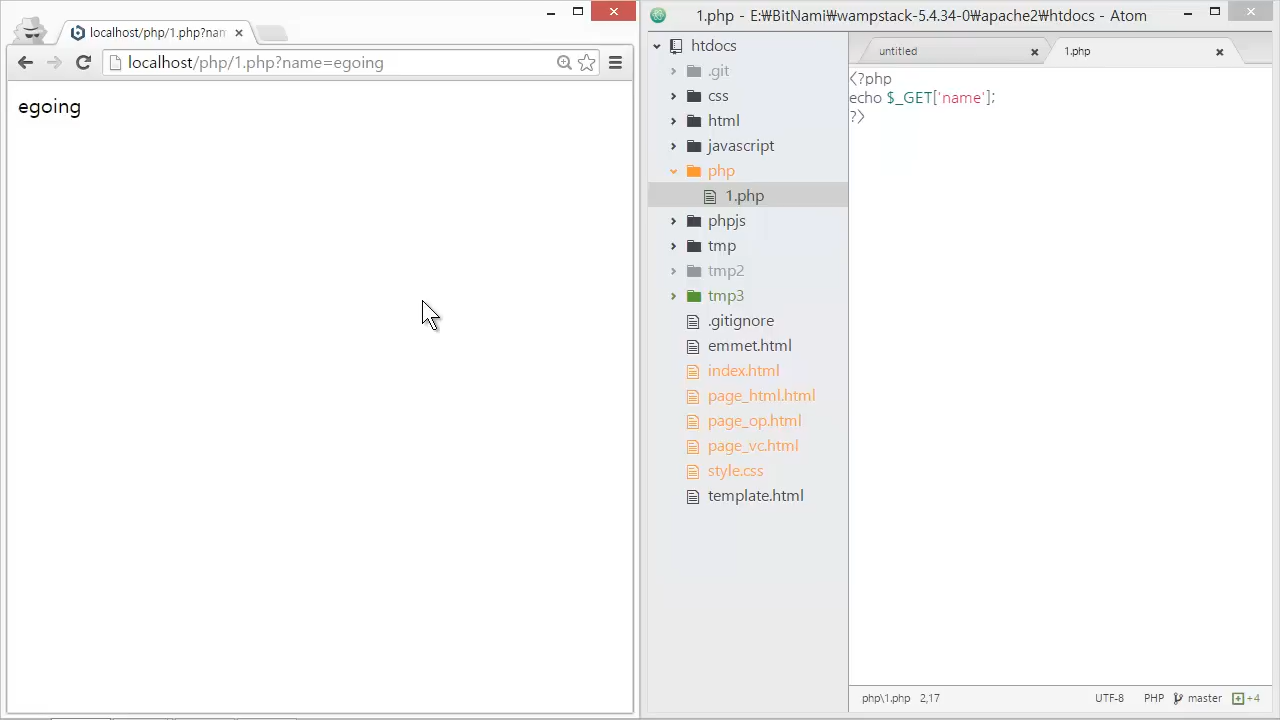 localhost/php/1.php?nam
localhost/php/1.php?name=egoing
egoing
1.php - E:₩BitNami₩wampstack-5.4.34-0₩apache2₩htdocs - Atom
htdocs
.git
css
html
javascript
php
1.php
phpjs
tmp
tmp2
tmp3
.gitignore
emmet.html
index.html
page_html.html
page_op.html
page_vc.html
style.css
template.html
untitled
1.php
<?php
echo $_GET['name'];
?>
php\1.php 2,17
UTF-8 PHP master +4